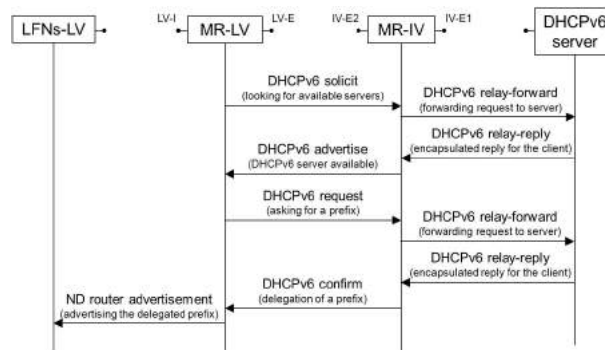 LFNs-LV
LV-I
MR-LV
LV-E
IV-E2
MR-IV
IV-E1
DHCPv6
server
DHCPv6 solicit
(looking for available servers)
DHCPv6 relay-forward
(forwarding request to server)
DHCPv6 relay-reply
(encapsulated reply for the client)
DHCPv6 advertise
(DHCPv6 server available)
DHCPv6 request
(asking for a prefix)
DHCPv6 relay-forward
(forwarding request to server)
DHCPv6 relay-reply
(encapsulated reply for the client)
DHCPv6 confirm
(delegation of a prefix)
ND router advertisement
(advertising the delegated prefix)